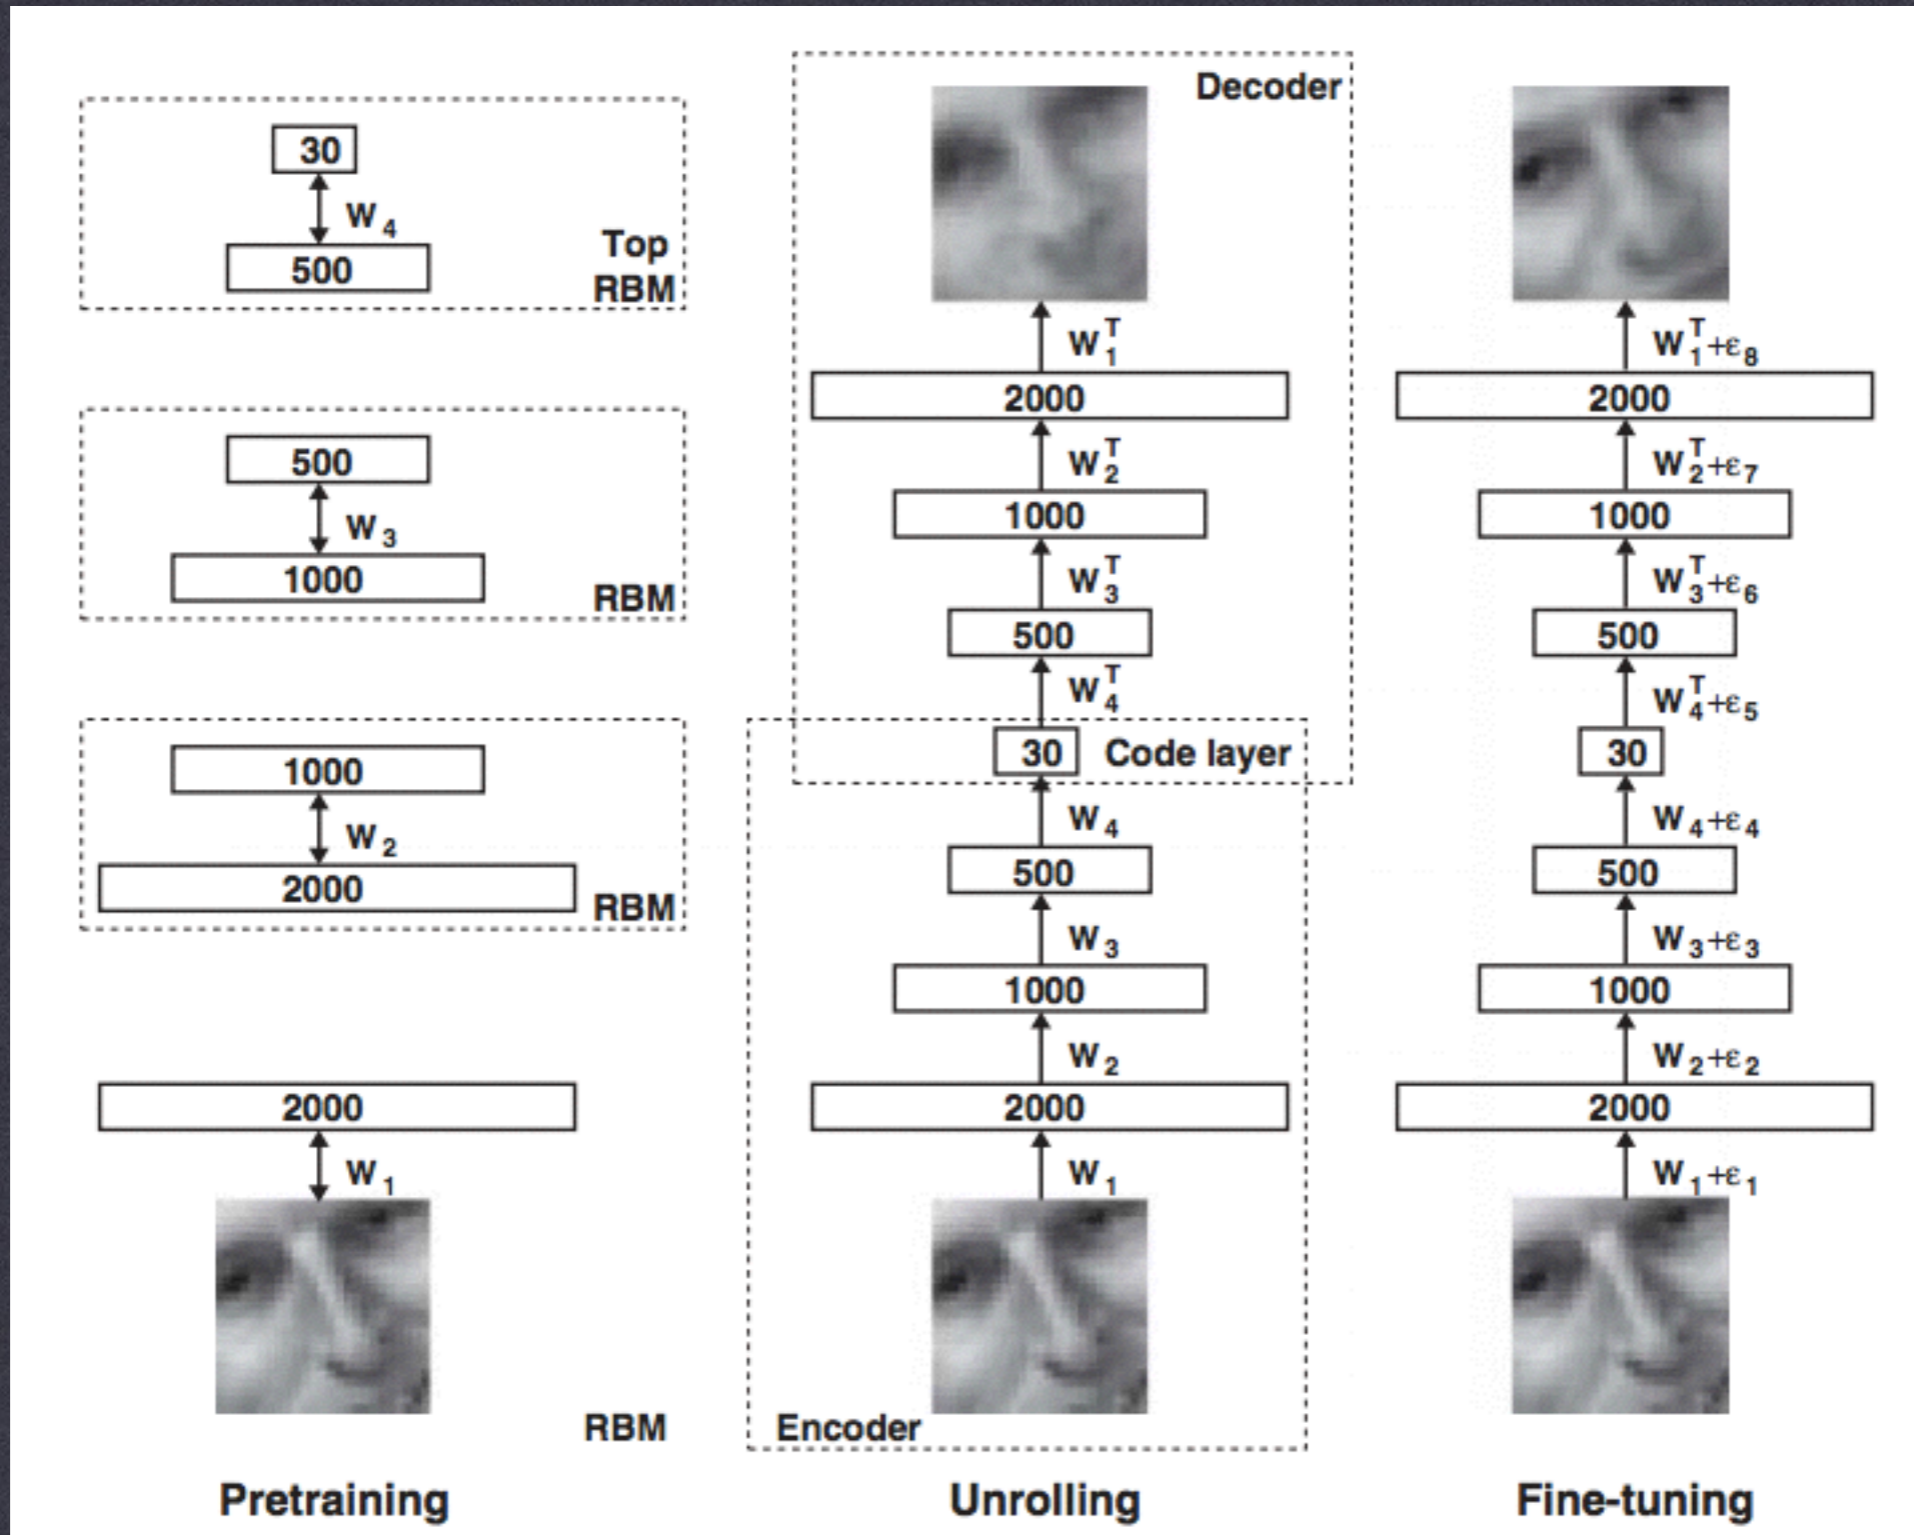 30
W4
Top
500
RBM
500
W3
1000
RBM
1000
W2
2000
RBM
2000
W1
RBM
Pretraining
Decoder
W1T
2000
W2T
1000
W3T
500
W4T
30 Code layer
W4
500
W3
1000
W2
2000
W1
Encoder
Unrolling
W1T+ε8
2000
W2T+ε7
1000
W3T+ε6
500
W4T+ε5
30
W4+ε4
500
W3+ε3
1000
W2+ε2
2000
W1+ε1
Fine-tuning